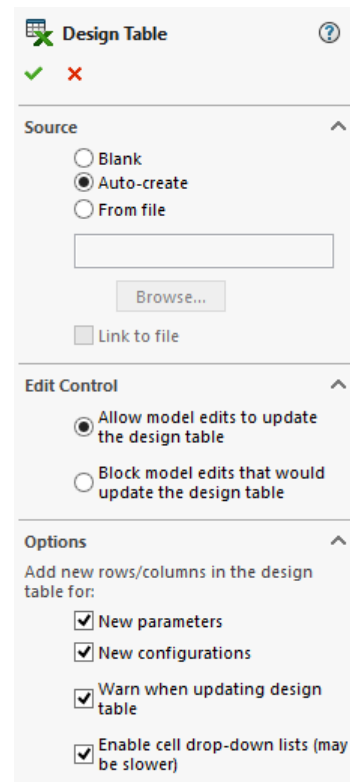 Design Table
Source
Blank
Auto-create
From file
Browse...
Link to file
Edit Control
Allow model edits to update
the design table
Block model edits that would
update the design table
Options
Add new rows/columns in the design
table for:
New parameters
New configurations
Warn when updating design
table
Enable cell drop-down lists (may
be slower)